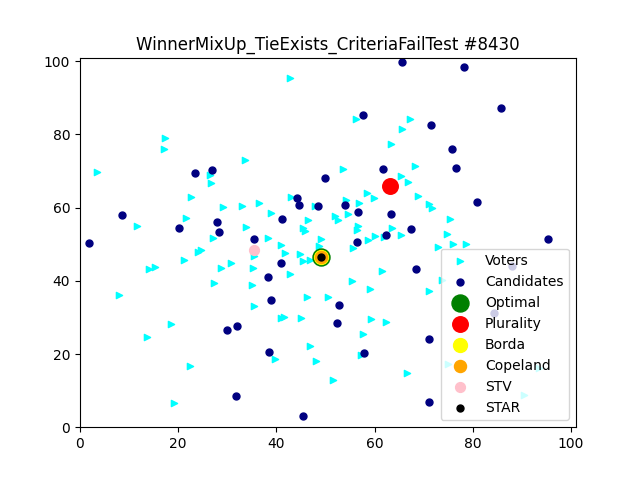 WinnerMixUp_TieExists_CriteriaFailTest #8430
100
80
60
40
20
0
0 20 40 60 80 100
Voters
Candidates
Optimal
Plurality
Borda
Copeland
STV
STAR